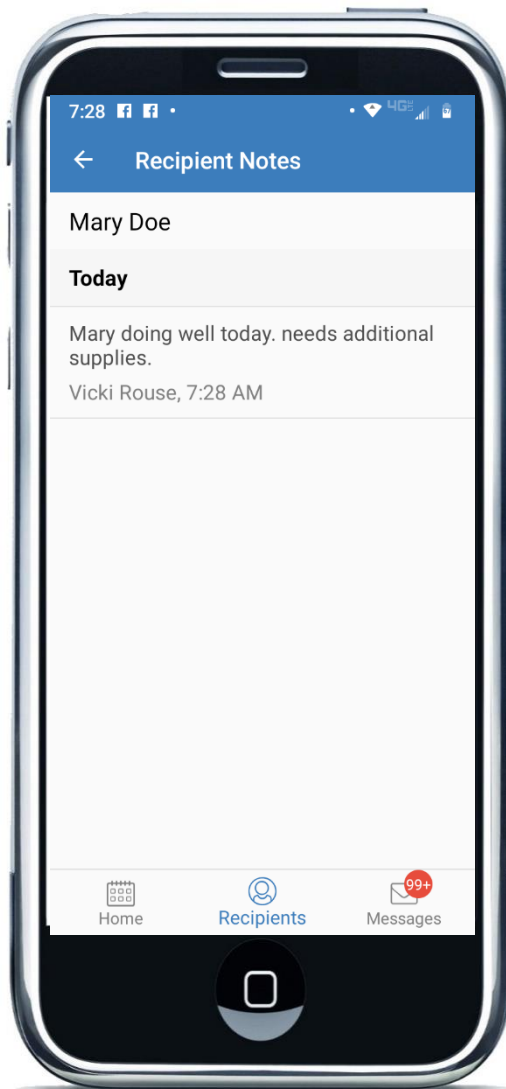 7:28
4GE
Recipient Notes
Mary Doe
Today
Mary doing well today. needs additional
supplies.
Vicki Rouse, 7:28 AM
99+
Home
Recipients
Messages